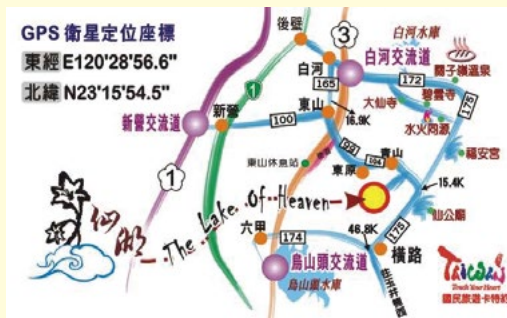 GPS 衛星定位座標
東經 E120°28'56.6"
北緯 N23°15'54.5"
後壁
3
白河水庫
白河交流道
白河
165
172
關子嶺溫泉
碧雲寺
175
大仙寺
水火同源
1
新營
100
東山
16.9K
新營交流道
福安宮
99
104
青山
東山休息站
東原
15.4K
1
仙湖
The Lake Of Heaven
仙公廟
六甲
174
46.8K
175
橫路
烏山頭交流道
烏山頭水庫
往玉井
TAIWAN
Touch Your Heart
國民旅遊卡特約